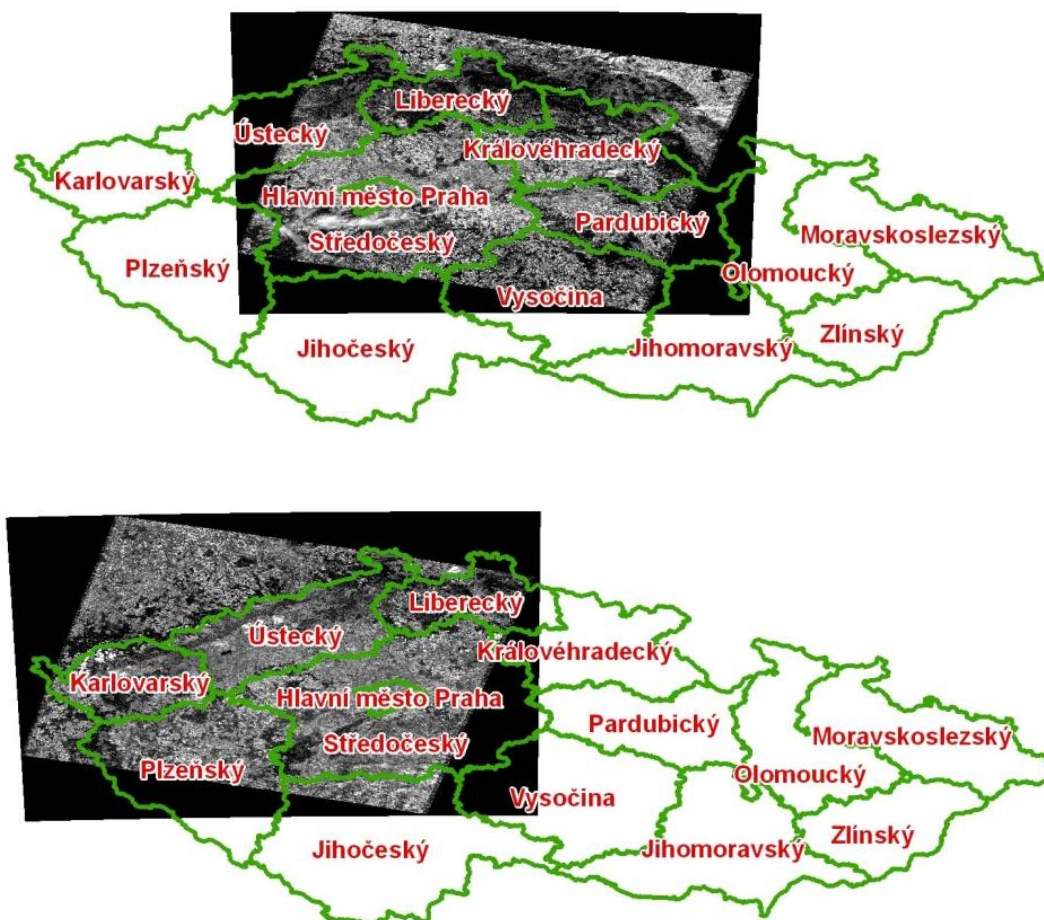 Liberecký
Ústecký
Královéhradecký
Karlovarský
Hlavní město Praha
Pardubický
Středočeský
Moravskoslezský
Plzeňský
Olomoucký
Vysočina
Zlínský
Jihočeský
Jihomoravský
Liberecký
Ústecký
Královéhradecký
Karlovarský
Hlavní město Praha
Pardubický
Středočeský
Moravskoslezský
Plzeňský
Olomoucký
Vysočina
Zlínský
Jihočeský
Jihomoravský